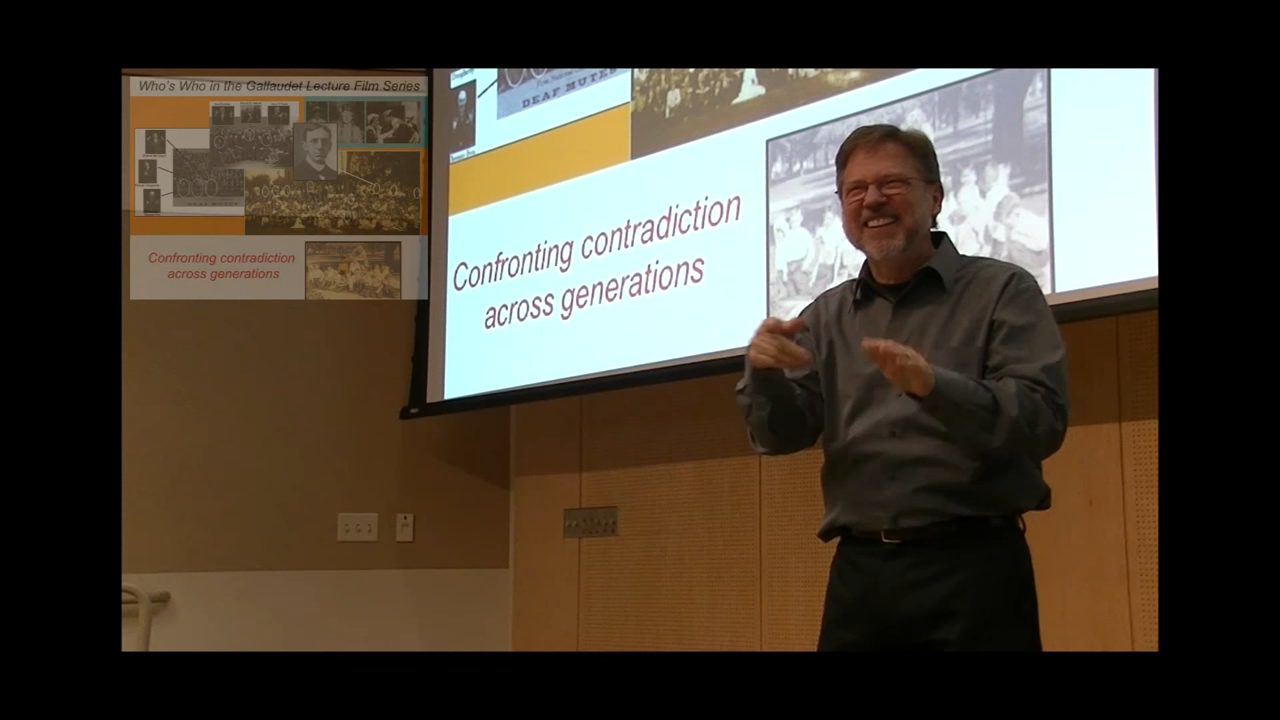 Who's Who in the Gallaudet Lecture Film Series
Confronting contradiction
across generations
DEAF MUTES
Confronting contradiction
across generations